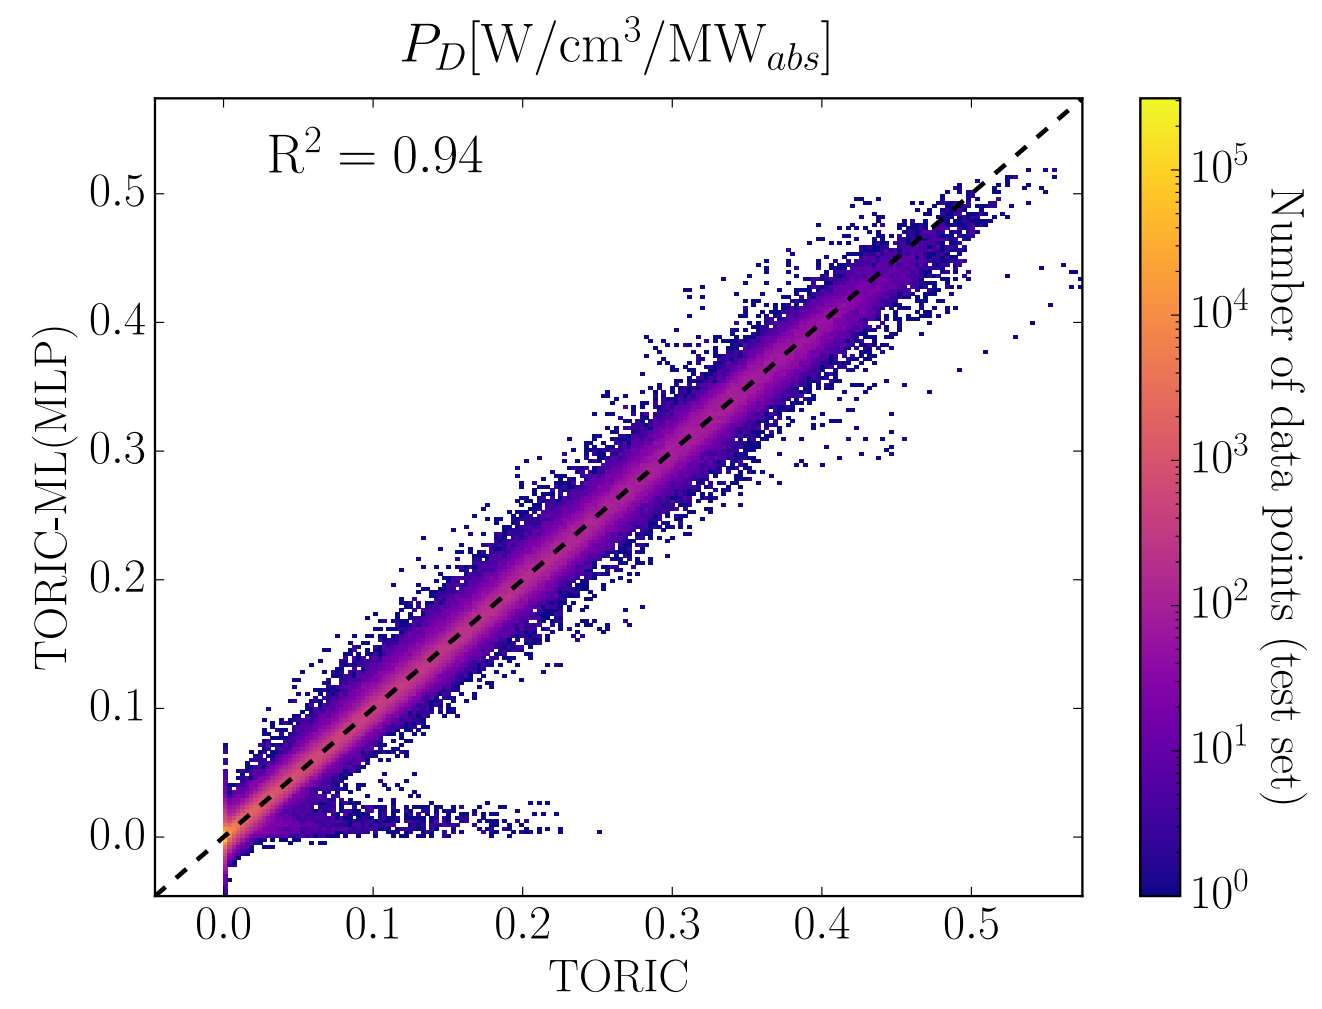 P_D[W/cm³/MW_abs]
R² = 0.94
TORIC-ML(MLP)
0.5
0.4
0.3
0.2
0.1
0.0
0.0 0.1 0.2 0.3 0.4 0.5
TORIC
10⁵
10⁴
10³
10²
10¹
10⁰
Number of data points (test set)